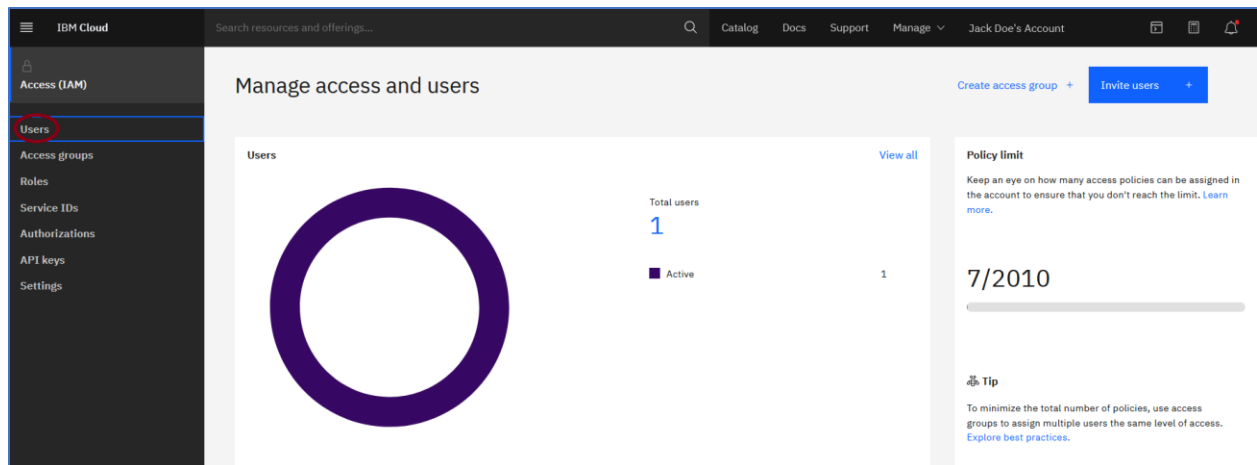 IBM Cloud
Search resources and offerings...
Catalog
Docs
Support
Manage
Jack Doe's Account
Access (IAM)
Users
Access groups
Roles
Service IDs
Authorizations
API keys
Settings
Manage access and users
Create access group +
Invite users +
Users
View all
Total users
1
Active
1
Policy limit
Keep an eye on how many access policies can be assigned in
the account to ensure that you don't reach the limit. Learn
more.
7/2010
Tip
To minimize the total number of policies, use access
groups to assign multiple users the same level of access.
Explore best practices.